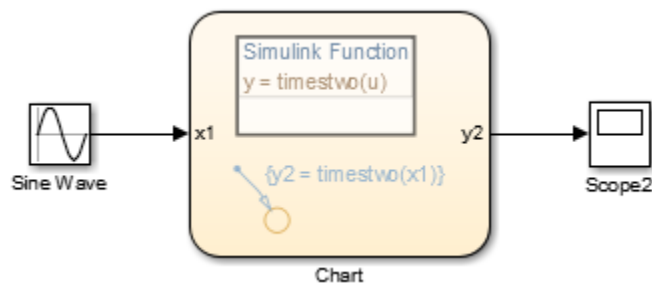 Simulink Function
y = timestwo(u)
x1
y2
{y2 = timestwo(x1)}
Sine Wave
Scope2
Chart